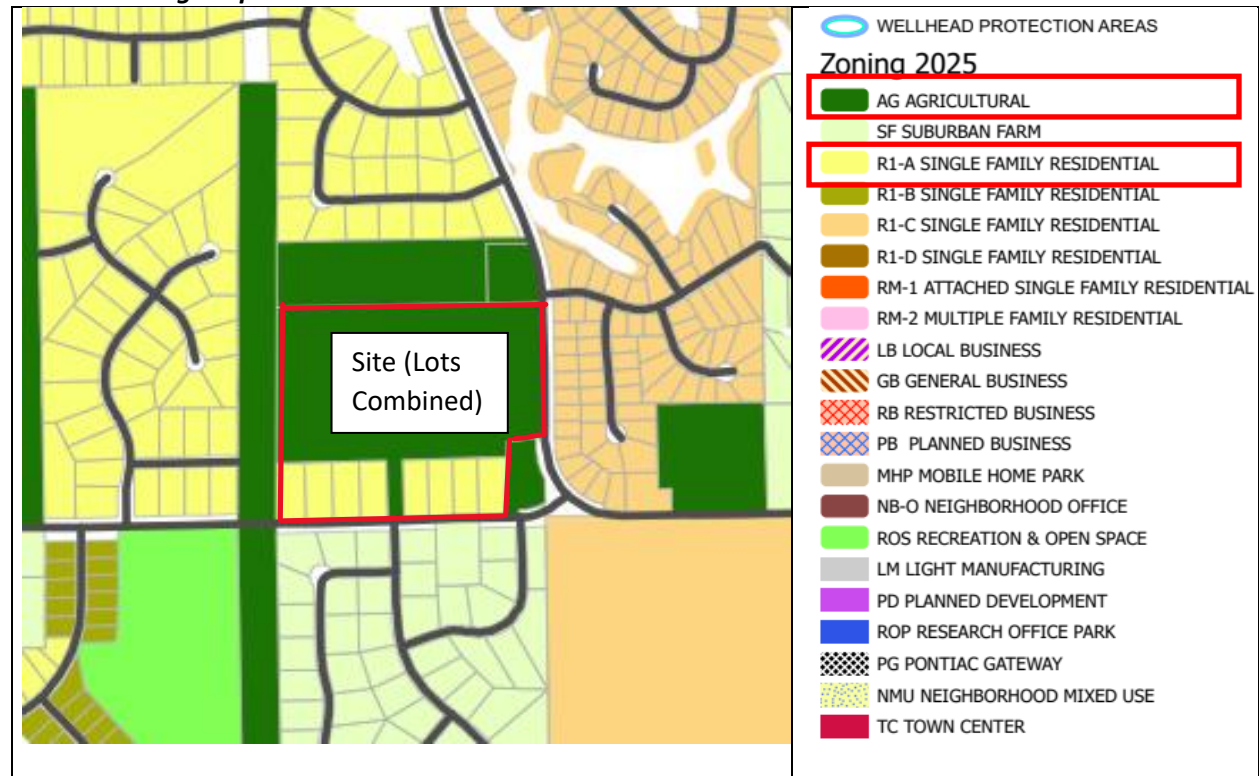 Site (Lots
Combined)
WELLHEAD PROTECTION AREAS
Zoning 2025
AG AGRICULTURAL
SF SUBURBAN FARM
R1-A SINGLE FAMILY RESIDENTIAL
R1-B SINGLE FAMILY RESIDENTIAL
R1-C SINGLE FAMILY RESIDENTIAL
R1-D SINGLE FAMILY RESIDENTIAL
RM-1 ATTACHED SINGLE FAMILY RESIDENTIAL
RM-2 MULTIPLE FAMILY RESIDENTIAL
LB LOCAL BUSINESS
GB GENERAL BUSINESS
RB RESTRICTED BUSINESS
PB PLANNED BUSINESS
MHP MOBILE HOME PARK
NB-O NEIGHBORHOOD OFFICE
ROS RECREATION & OPEN SPACE
LM LIGHT MANUFACTURING
PD PLANNED DEVELOPMENT
ROP RESEARCH OFFICE PARK
PG PONTIAC GATEWAY
NMU NEIGHBORHOOD MIXED USE
TC TOWN CENTER